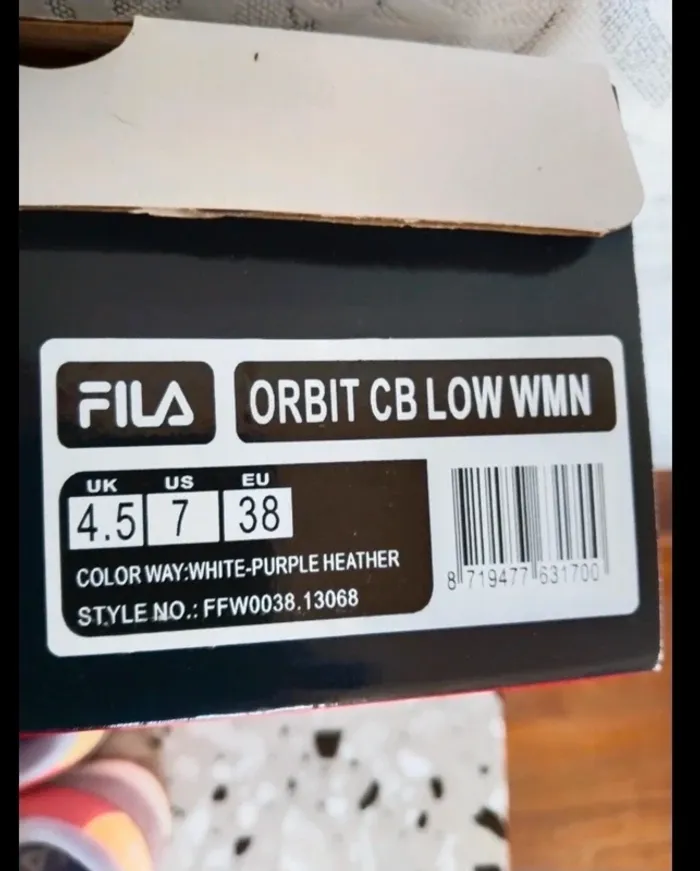 FILA
ORBIT CB LOW WMN
UK US EU
4.5 7 38
COLOR WAY:WHITE-PURPLE HEATHER
STYLE NO.: FFW0038.13068
8 719477 631700